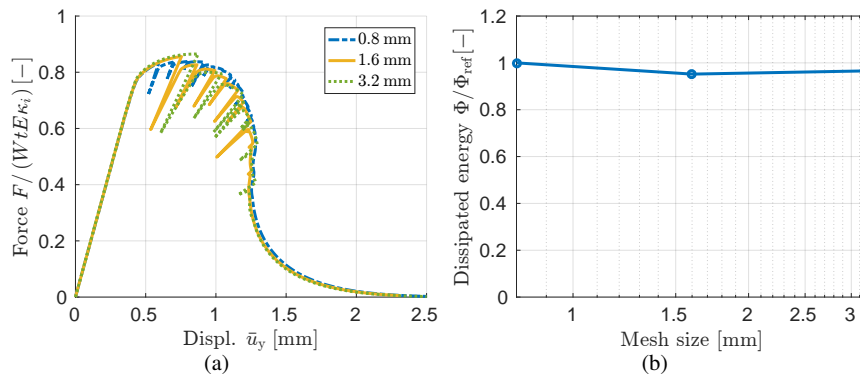 Force F/(WtEκᵢ) [−]
1
0.8
0.6
0.4
0.2
0
0.8 mm
1.6 mm
3.2 mm
0 0.5 1 1.5 2 2.5
Displ. ūy [mm]
(a)
Dissipated energy Φ/Φref [−]
1.2
1
0.8
0.6
0.4
0.2
0
1 1.5 2 2.5 3
Mesh size [mm]
(b)